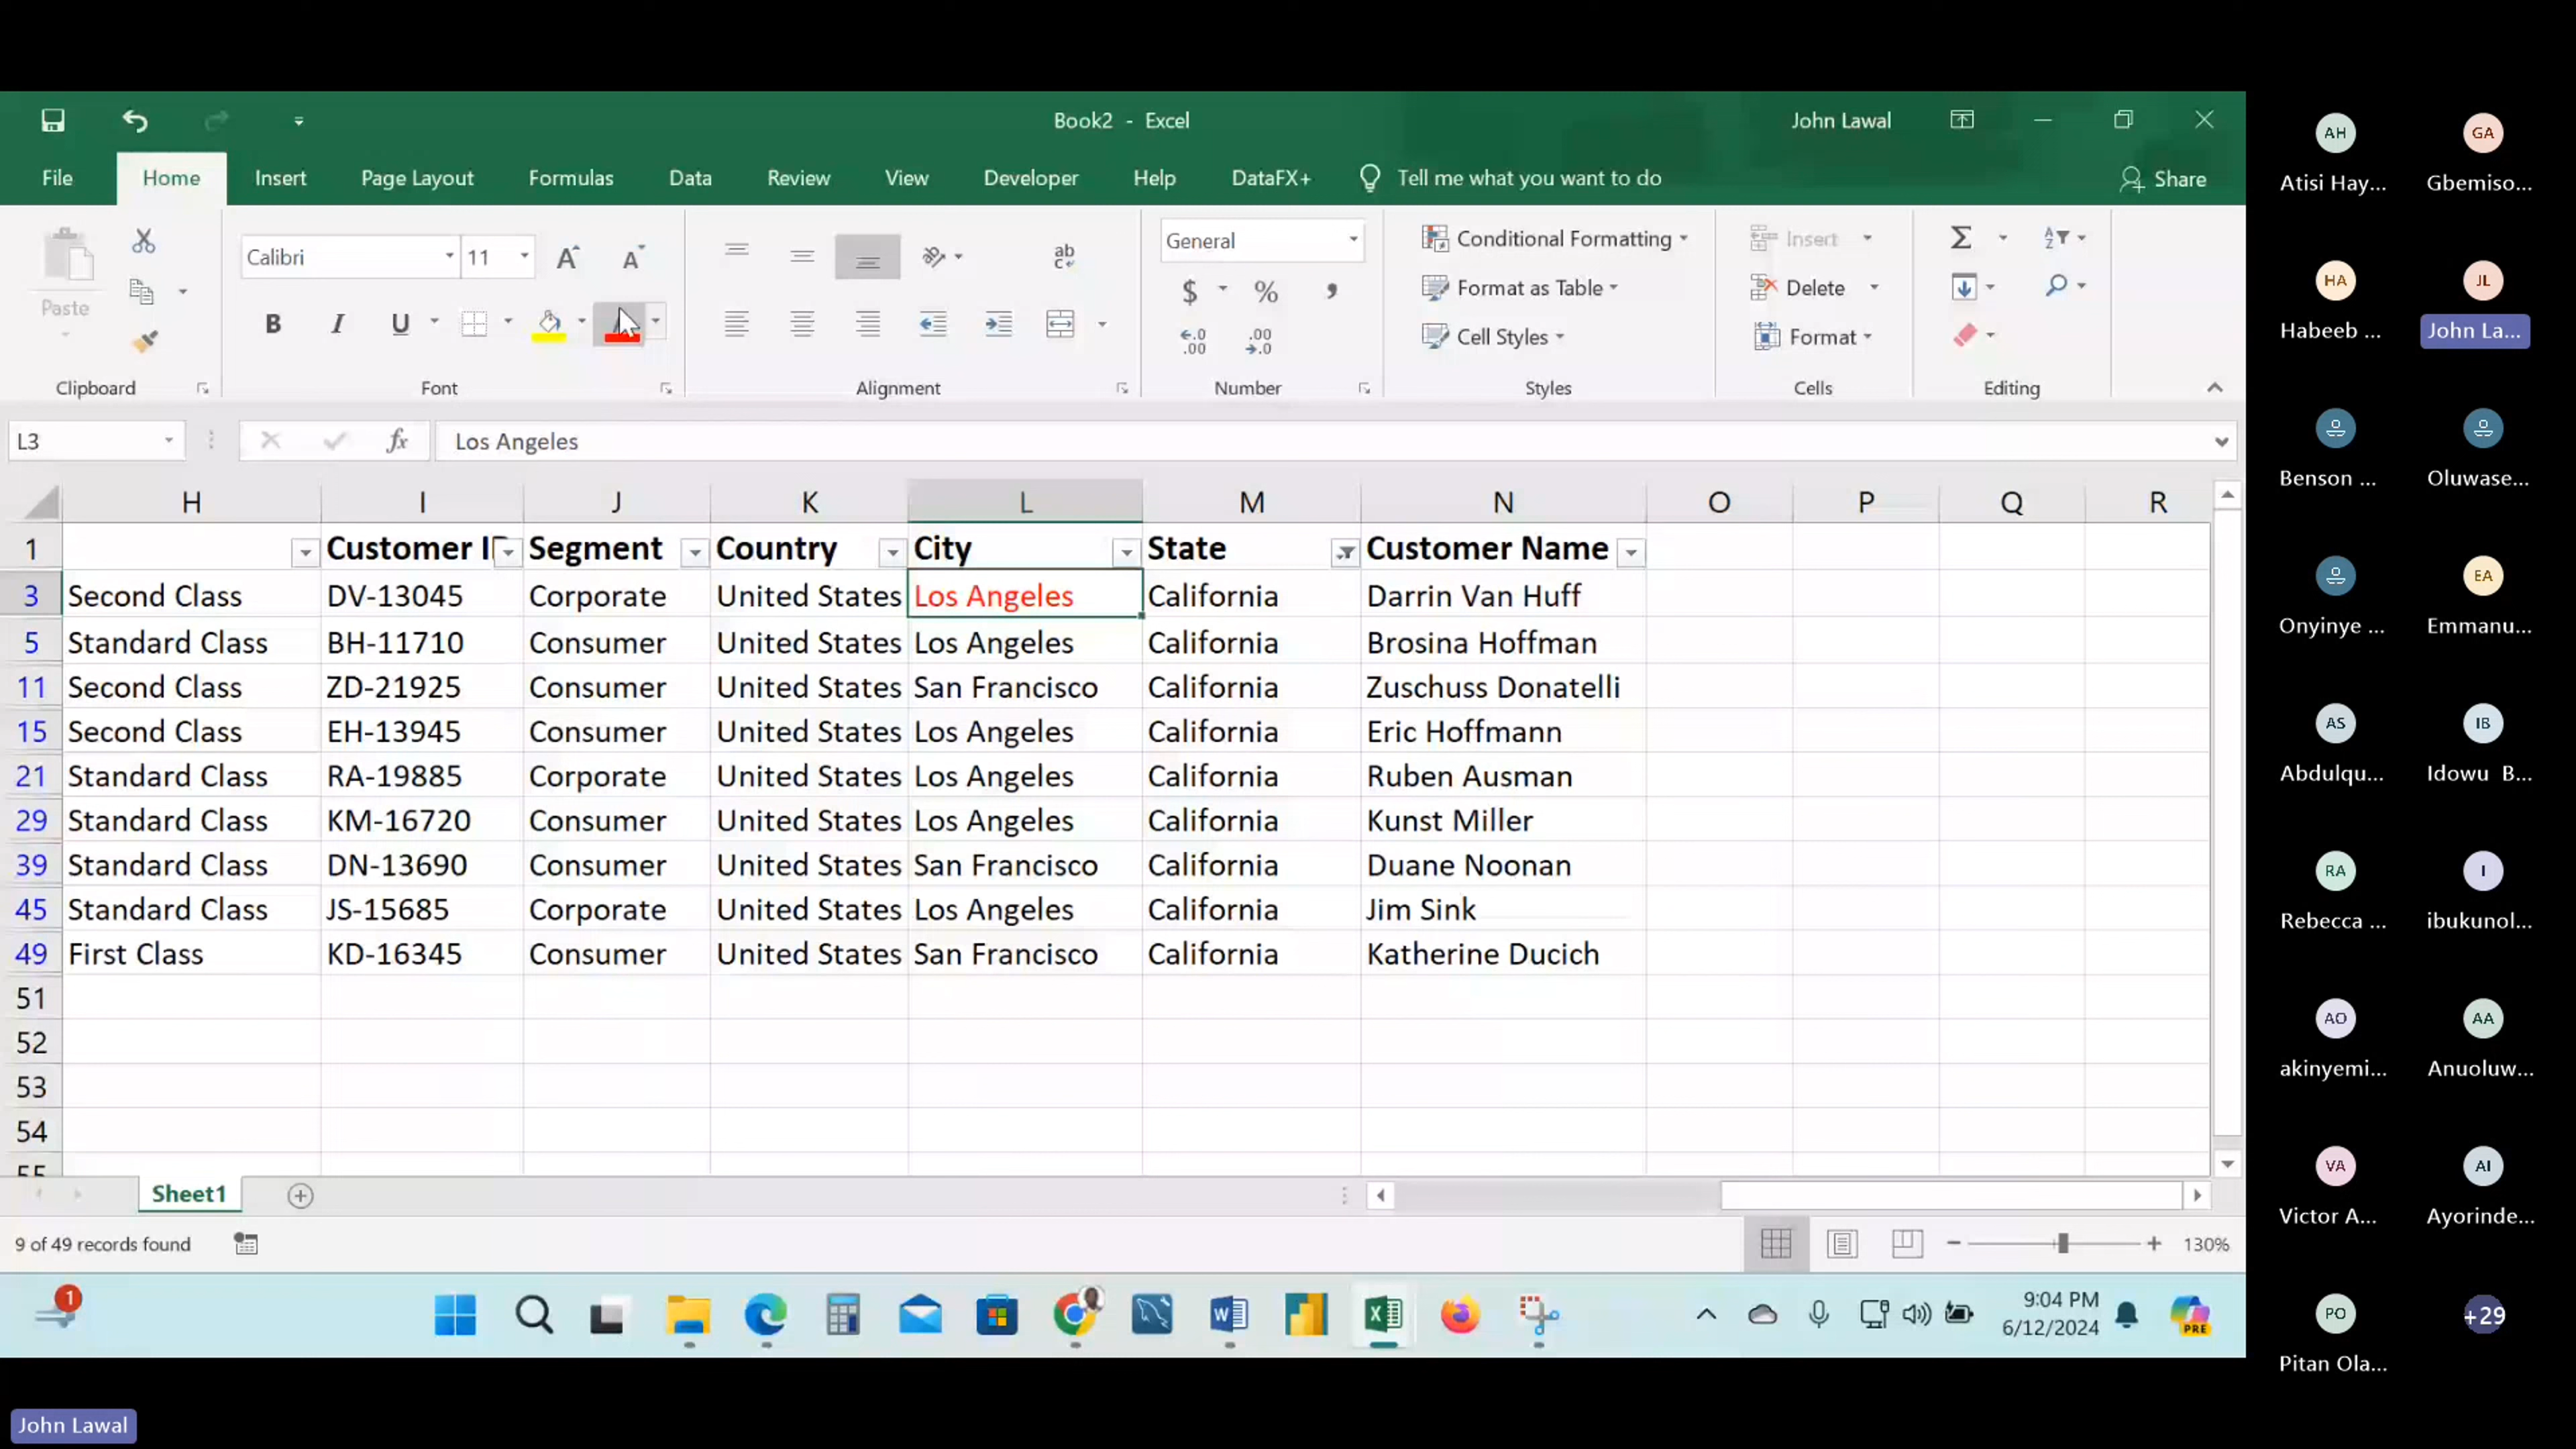 Book2 - Excel
John Lawal
File Home Insert Page Layout Formulas Data Review View Developer Help DataFX+ Tell me what you want to do Share
Paste
Calibri 11
General
Conditional Formatting
Format as Table
Cell Styles
Insert
Delete
Format
Clipboard Font Alignment Number Styles Cells Editing
L3 fx Los Angeles
H I J K L M N O P Q R
1 Customer ID Segment Country City State Customer Name
3 Second Class DV-13045 Corporate United States Los Angeles California Darrin Van Huff
5 Standard Class BH-11710 Consumer United States Los Angeles California Brosina Hoffman
11 Second Class ZD-21925 Consumer United States San Francisco California Zuschuss Donatelli
15 Second Class EH-13945 Consumer United States Los Angeles California Eric Hoffmann
21 Standard Class RA-19885 Corporate United States Los Angeles California Ruben Ausman
29 Standard Class KM-16720 Consumer United States Los Angeles California Kunst Miller
39 Standard Class DN-13690 Consumer United States San Francisco California Duane Noonan
45 Standard Class JS-15685 Corporate United States Los Angeles California Jim Sink
49 First Class KD-16345 Consumer United States San Francisco California Katherine Ducich
51
52
53
54
55
Sheet1
9 of 49 records found
130%
1
9:04 PM
6/12/2024
PRE
AH GA
Atisi Hay... Gbemiso...
HA JL
Habeeb ... John La...
Benson ... Oluwase...
EA
Onyinye ... Emmanu...
AS IB
Abdulqu... Idowu B...
RA I
Rebecca ... ibukunol...
AO AA
akinyemi... Anuoluw...
VA AI
Victor A... Ayorinde...
PO +29
Pitan Ola...
John Lawal